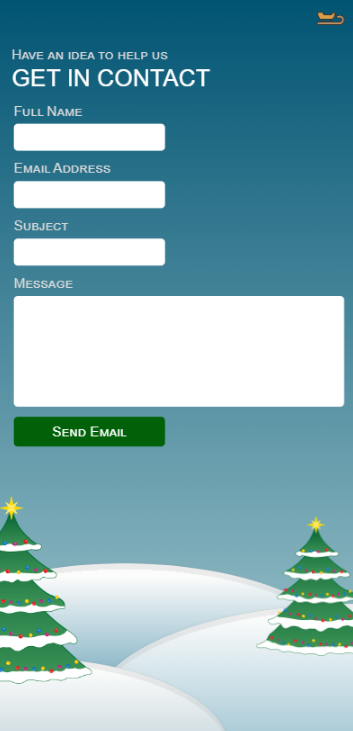 Have an idea to help us
GET IN CONTACT
Full Name
Email Address
Subject
Message
Send Email